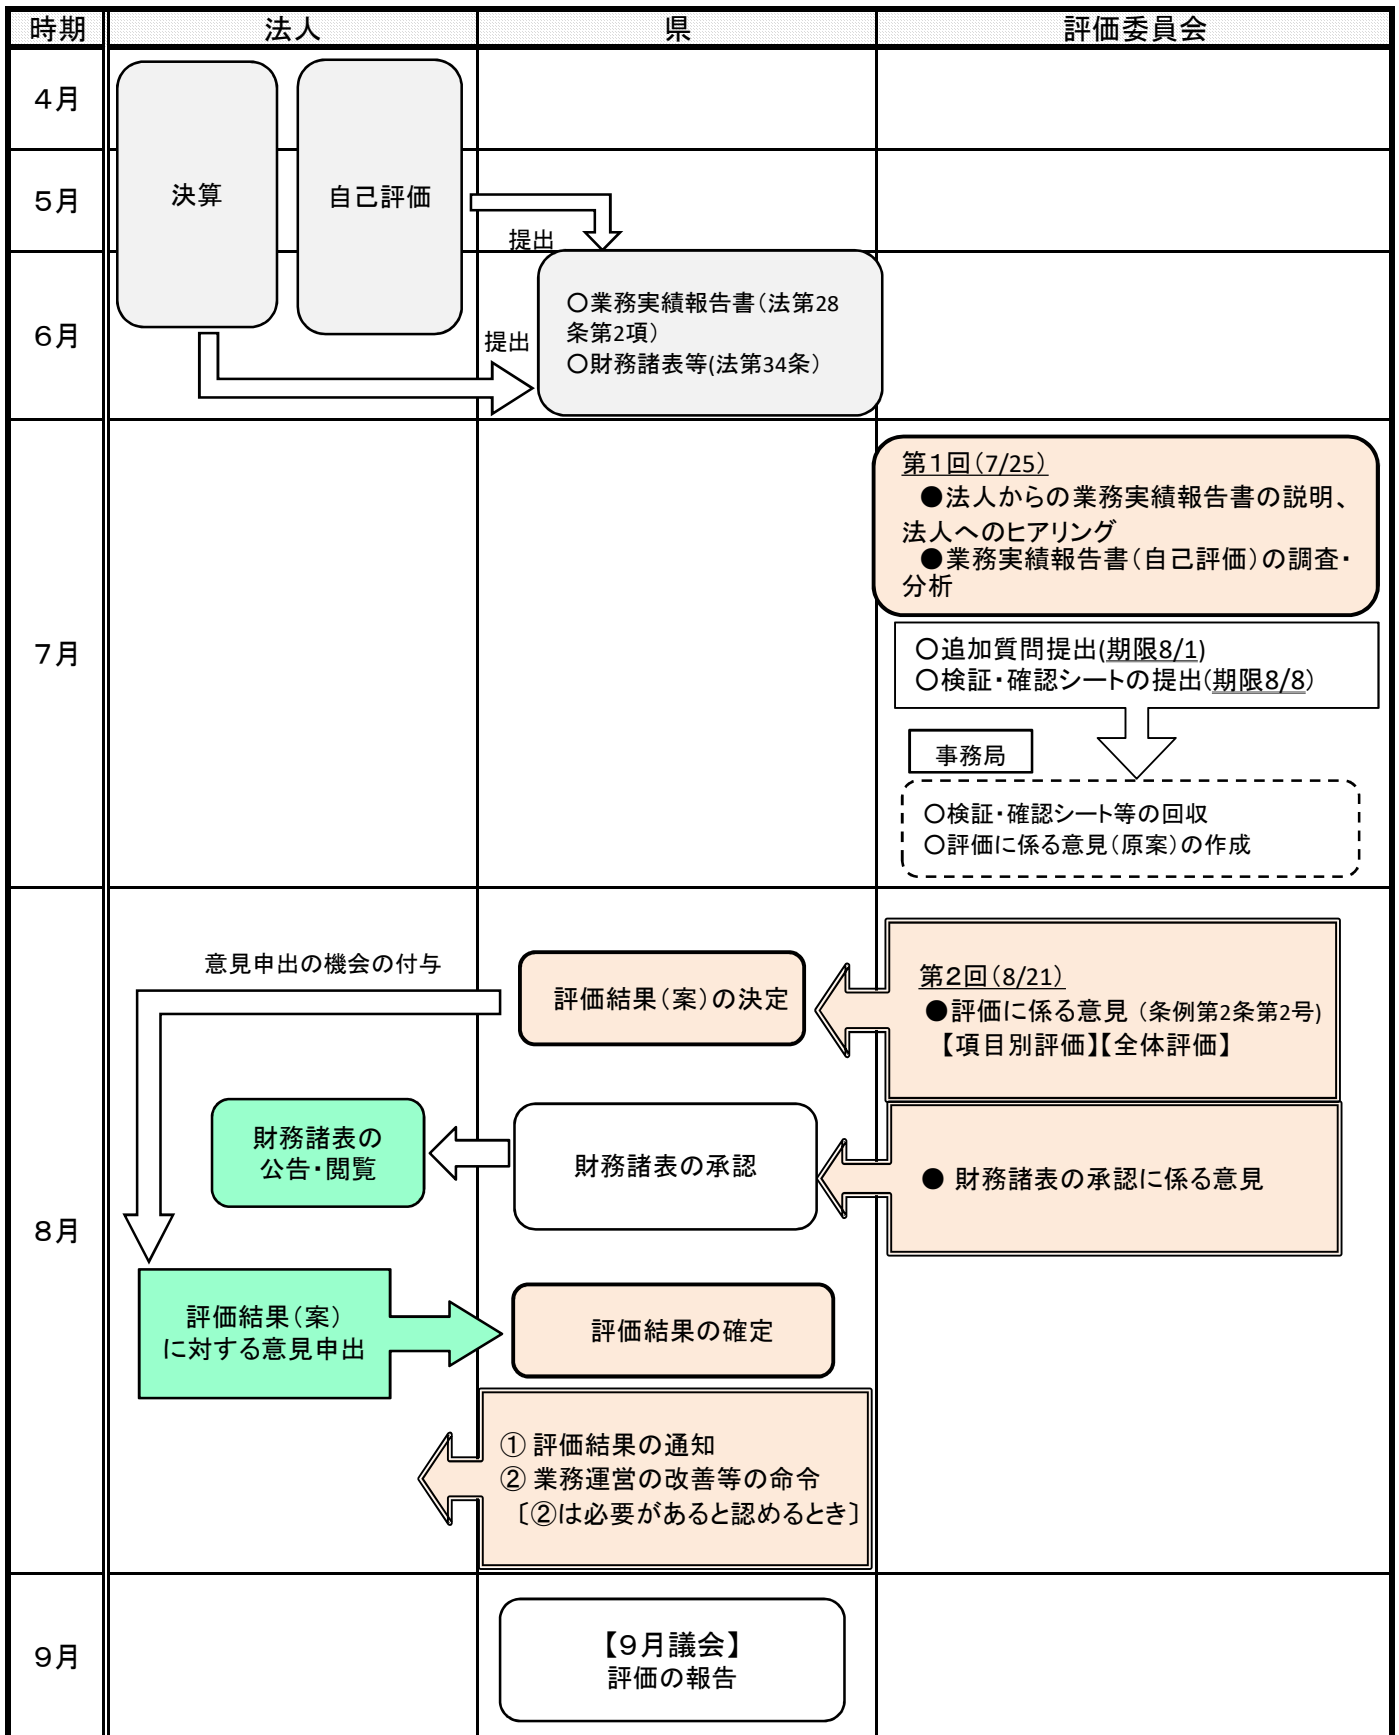 時期 法人 県 評価委員会
4月
5月
決算
自己評価
提出
6月
提出
〇業務実績報告書(法第28
条第2項)
〇財務諸表等(法第34条)
7月
第1回(7/25)
●法人からの業務実績報告書の説明、
法人へのヒアリング
●業務実績報告書(自己評価)の調査・
分析
〇追加質問提出(期限8/1)
〇検証・確認シートの提出(期限8/8)
事務局
〇検証・確認シート等の回収
〇評価に係る意見(原案)の作成
8月
意見申出の機会の付与
評価結果(案)の決定
第2回(8/21)
●評価に係る意見 (条例第2条第2号)
【項目別評価】【全体評価】
財務諸表の
公告・閲覧
財務諸表の承認
● 財務諸表の承認に係る意見
評価結果(案)
に対する意見申出
評価結果の確定
① 評価結果の通知
② 業務運営の改善等の命令
〔②は必要があると認めるとき〕
9月
【9月議会】
評価の報告